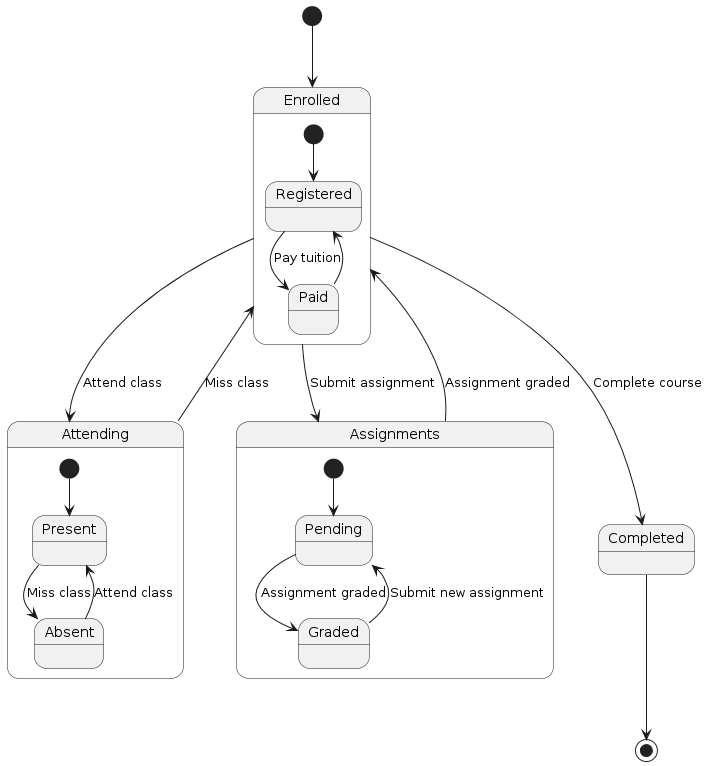 Enrolled
Registered
Pay tuition
Paid
Attend class
Miss class
Submit assignment
Assignment graded
Complete course
Attending
Assignments
Present
Pending
Completed
Miss class
Attend class
Assignment graded
Submit new assignment
Absent
Graded